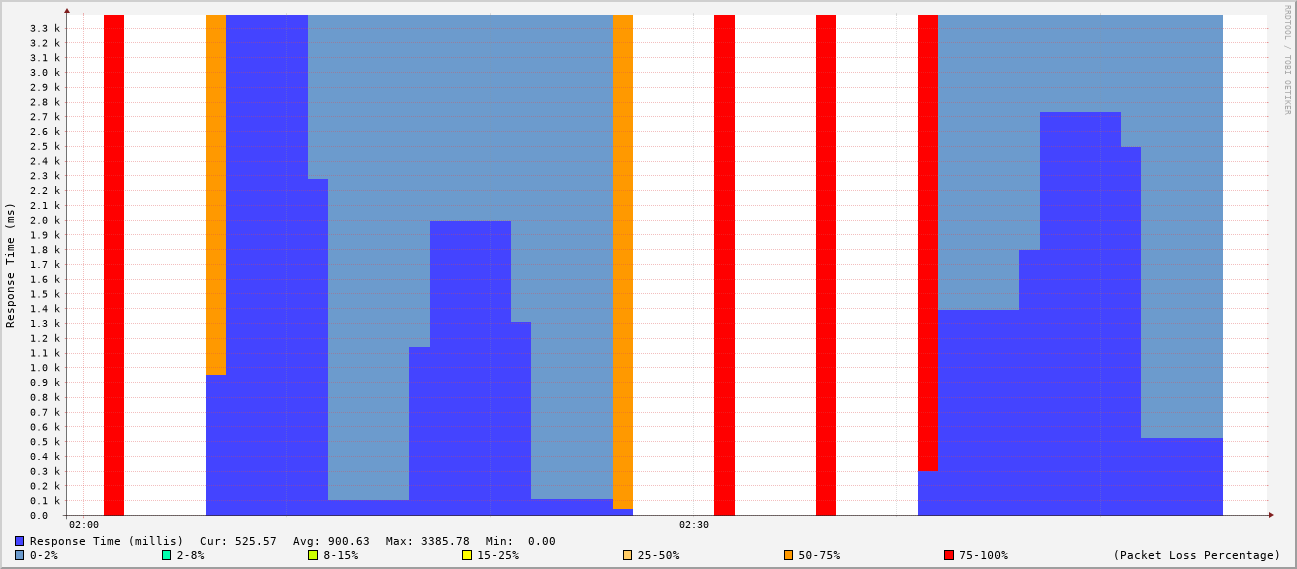 RRDTOOL / TOBI OETIKER
Response Time (ms)
3.3 k
3.2 k
3.1 k
3.0 k
2.9 k
2.8 k
2.7 k
2.6 k
2.5 k
2.4 k
2.3 k
2.2 k
2.1 k
2.0 k
1.9 k
1.8 k
1.7 k
1.6 k
1.5 k
1.4 k
1.3 k
1.2 k
1.1 k
1.0 k
0.9 k
0.8 k
0.7 k
0.6 k
0.5 k
0.4 k
0.3 k
0.2 k
0.1 k
0.0
02:00 02:30
Response Time (millis) Cur: 525.57 Avg: 900.63 Max: 3385.78 Min: 0.00
0-2% 2-8% 8-15% 15-25% 25-50% 50-75% 75-100% (Packet Loss Percentage)